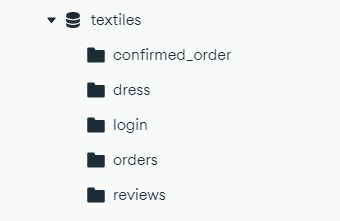 textiles
confirmed_order
dress
login
orders
reviews